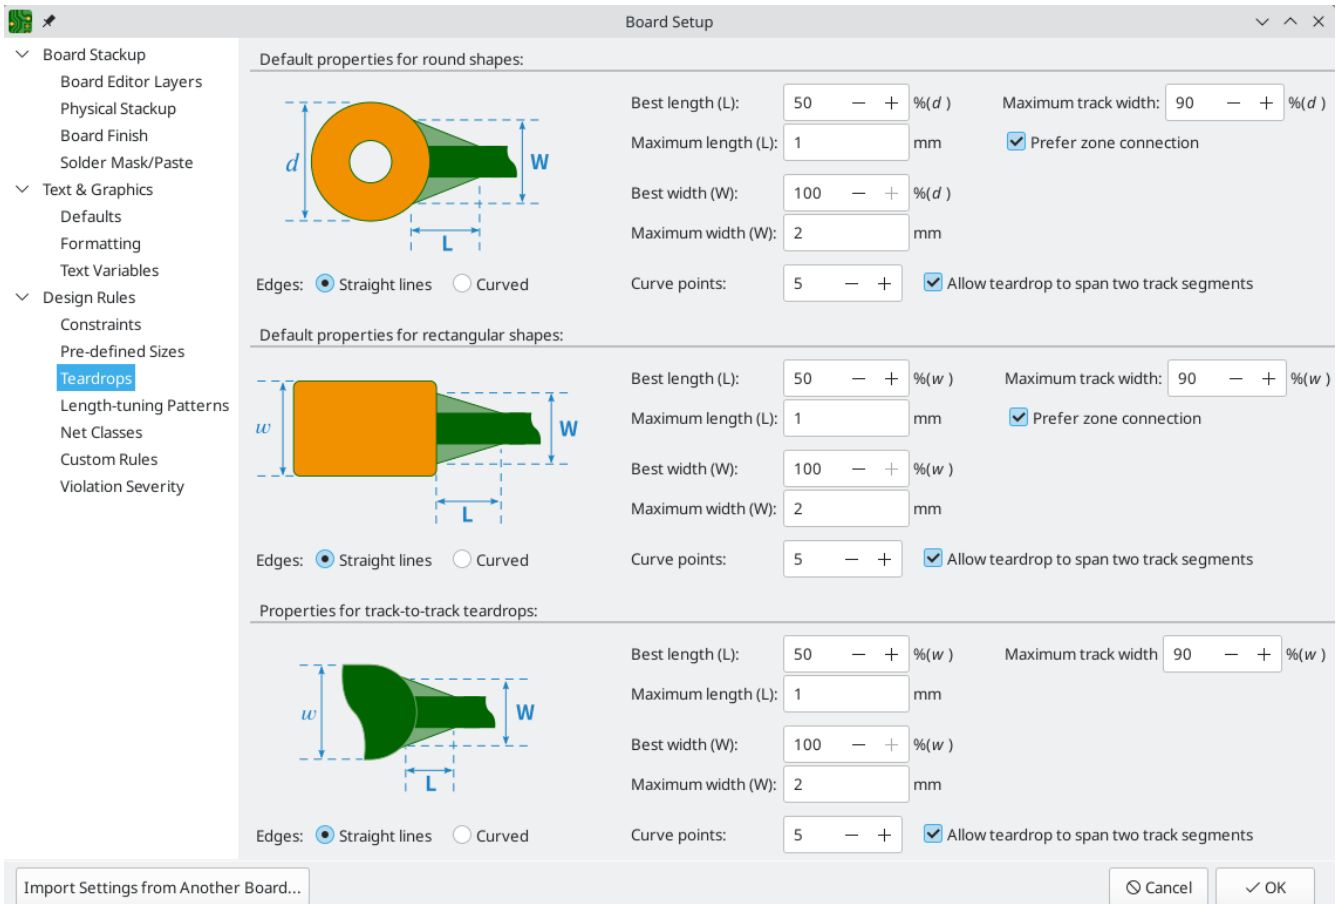 Board Setup
Board Stackup
Board Editor Layers
Physical Stackup
Board Finish
Solder Mask/Paste
Text & Graphics
Defaults
Formatting
Text Variables
Design Rules
Constraints
Pre-defined Sizes
Teardrops
Length-tuning Patterns
Net Classes
Custom Rules
Violation Severity
Default properties for round shapes:
d
W
L
Best length (L): 50 − + %(d ) Maximum track width: 90 − + %(d )
Maximum length (L): 1 mm Prefer zone connection
Best width (W): 100 − + %(d )
Maximum width (W): 2 mm
Edges: Straight lines Curved Curve points: 5 − + Allow teardrop to span two track segments
Default properties for rectangular shapes:
w
W
L
Best length (L): 50 − + %(w ) Maximum track width: 90 − + %(w )
Maximum length (L): 1 mm Prefer zone connection
Best width (W): 100 − + %(w )
Maximum width (W): 2 mm
Edges: Straight lines Curved Curve points: 5 − + Allow teardrop to span two track segments
Properties for track-to-track teardrops:
w
W
L
Best length (L): 50 − + %(w ) Maximum track width 90 − + %(w )
Maximum length (L): 1 mm
Best width (W): 100 − + %(w )
Maximum width (W): 2 mm
Edges: Straight lines Curved Curve points: 5 − + Allow teardrop to span two track segments
Import Settings from Another Board... Cancel OK